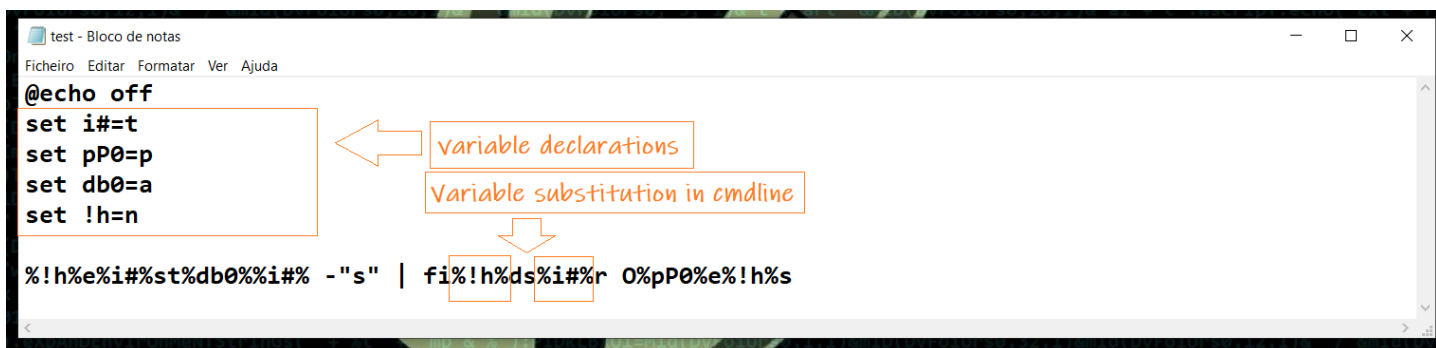 test - Bloco de notas
Ficheiro Editar Formatar Ver Ajuda
@echo off
set i#=t
set pP0=p
set db0=a
set !h=n
variable declarations
Variable substitution in cmdline
%!h%e%i#%st%db0%%i#% -"s" | fi%!h%ds%i#%r O%pP0%e%!h%s